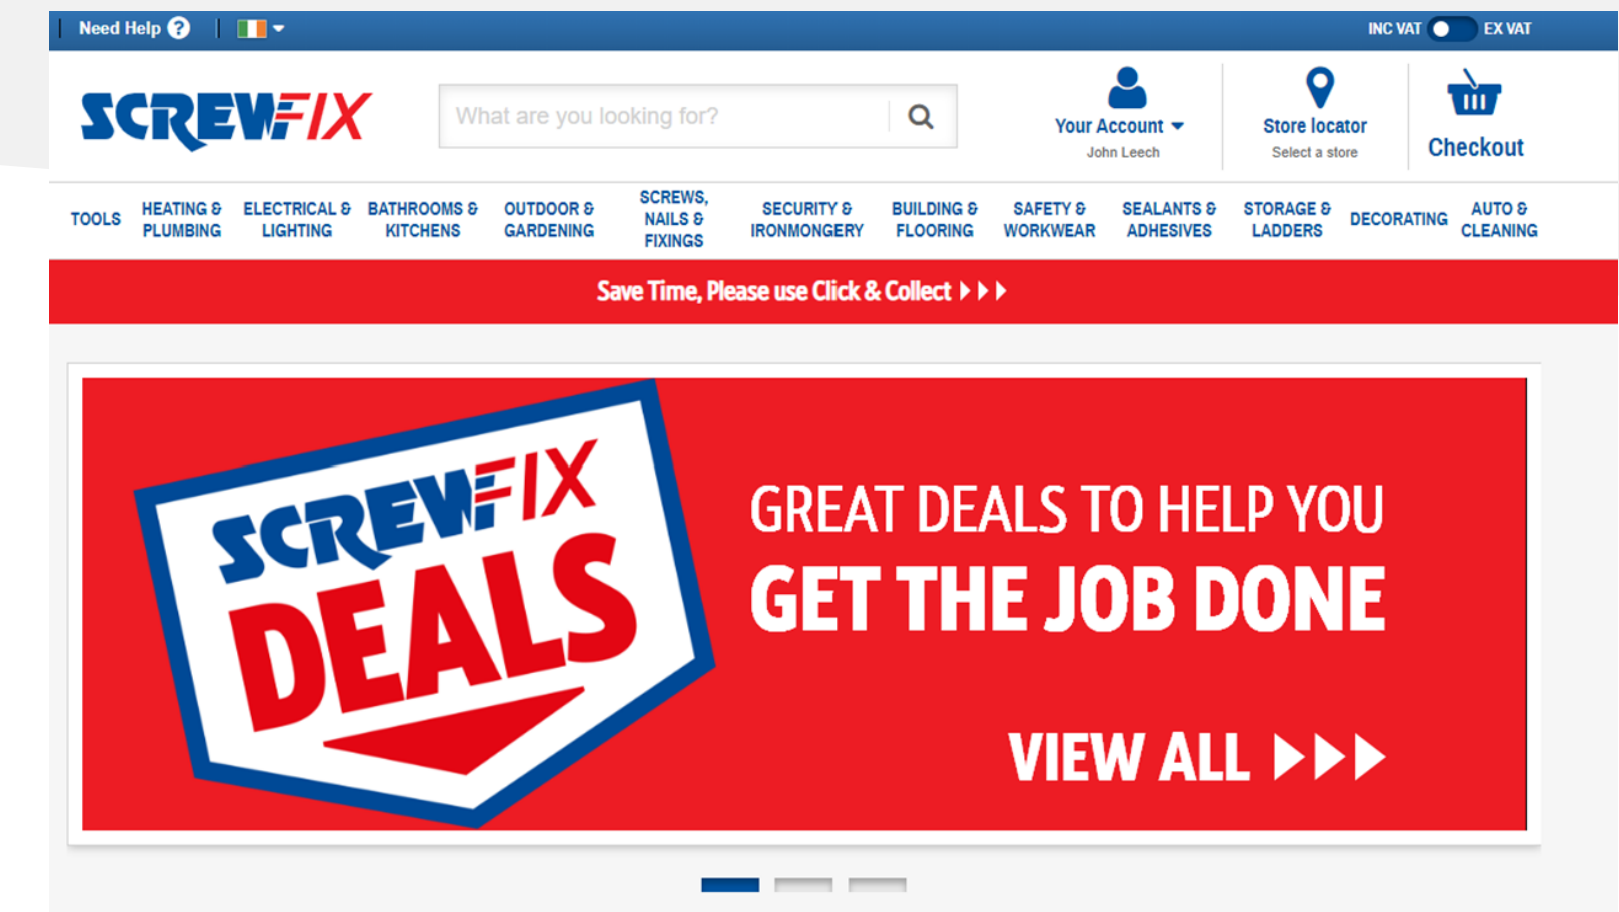 Need Help ?
INC VAT EX VAT
SCREWFIX
What are you looking for?
Your Account
John Leech
Store locator
Select a store
Checkout
TOOLS
HEATING &
PLUMBING
ELECTRICAL &
LIGHTING
BATHROOMS &
KITCHENS
OUTDOOR &
GARDENING
SCREWS,
NAILS &
FIXINGS
SECURITY &
IRONMONGERY
BUILDING &
FLOORING
SAFETY &
WORKWEAR
SEALANTS &
ADHESIVES
STORAGE &
LADDERS
DECORATING
AUTO &
CLEANING
Save Time, Please use Click & Collect
SCREWFIX
DEALS
GREAT DEALS TO HELP YOU
GET THE JOB DONE
VIEW ALL